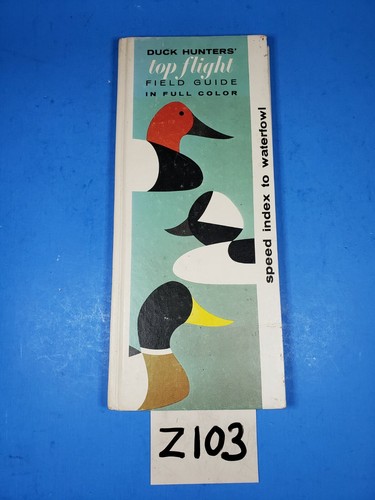 DUCK HUNTERS'
top flight
FIELD GUIDE
IN FULL COLOR
speed index to waterfowl
Z103